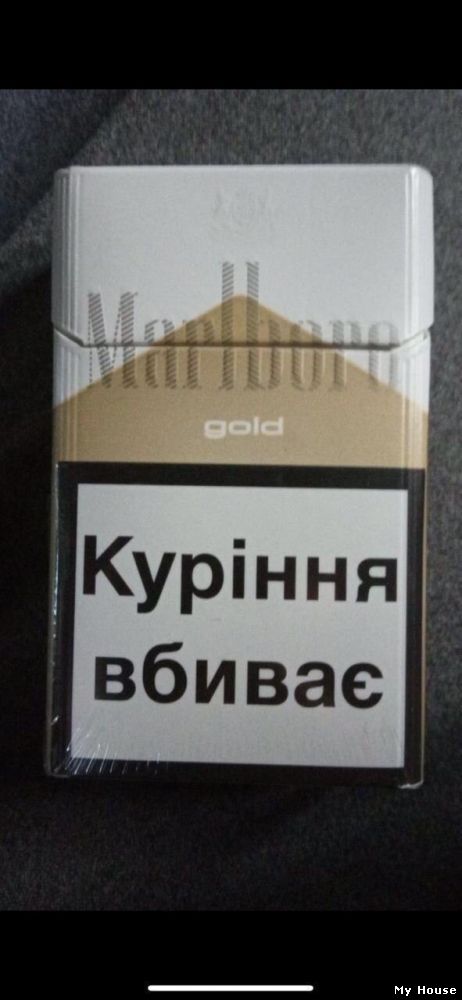 Marlboro
gold
Куріння
вбиває
My House